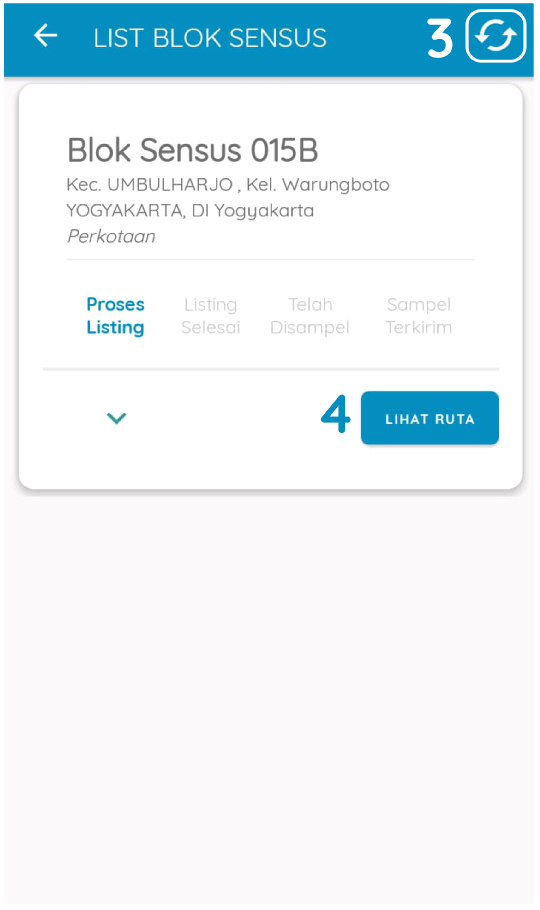 LIST BLOK SENSUS 3
Blok Sensus 015B
Kec. UMBULHARJO , Kel. Warungboto
YOGYAKARTA, DI Yogyakarta
Perkotaan
Proses Listing Telah Sampel
Listing Selesai Disampel Terkirim
4 LIHAT RUTA